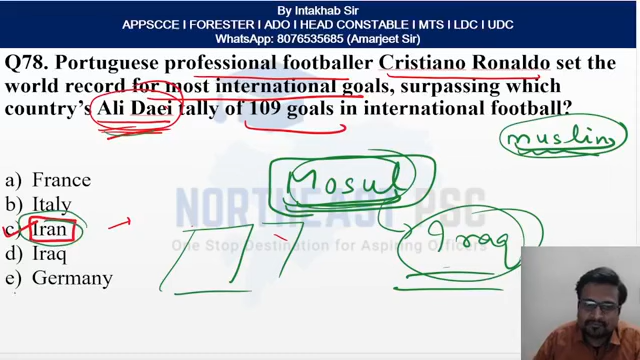 By Intakhab Sir
APPSCCE I FORESTER I ADO I HEAD CONSTABLE I MTS I LDC I UDC
WhatsApp: 8076535685 (Amarjeet Sir)
Q78. Portuguese professional footballer Cristiano Ronaldo set the
world record for most international goals, surpassing which
country's Ali Daei tally of 109 goals in international football?
muslim
Mosul
a) France
b) Italy
c) Iran
d) Iraq
e) Germany
Iraq
NORTHEAST PSC
One Stop Destination for Aspiring Officers